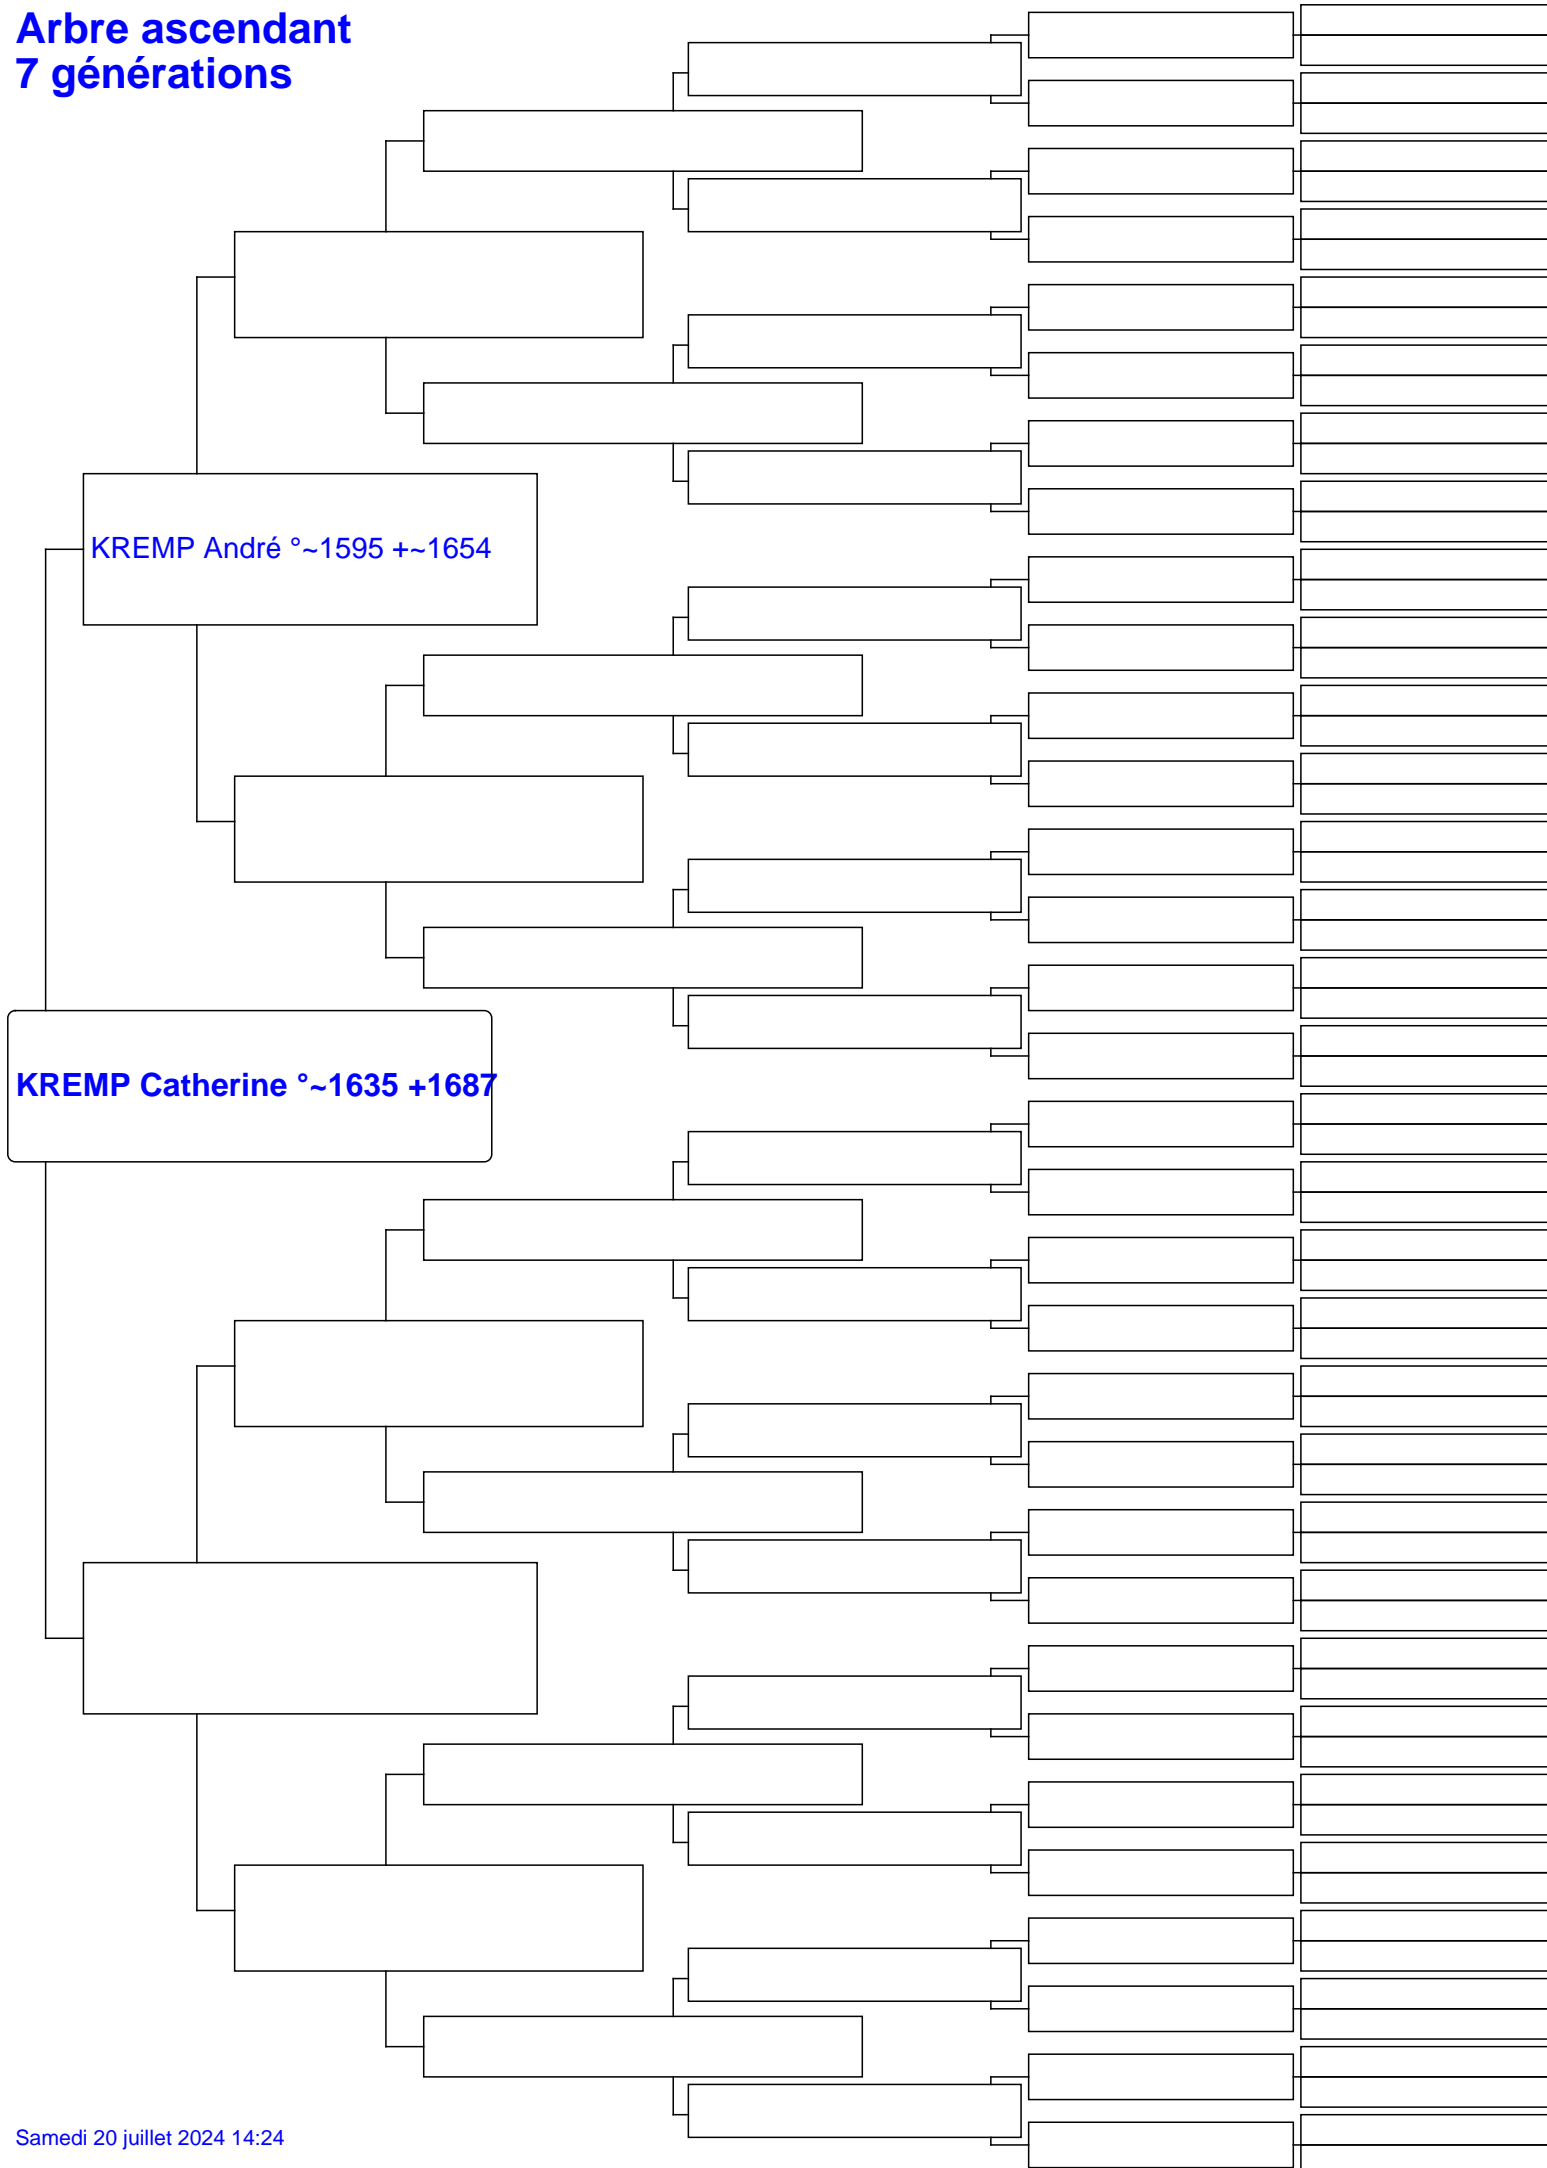 Arbre ascendant
7 générations
KREMP André °~1595 +~1654
KREMP Catherine °~1635 +1687
Samedi 20 juillet 2024 14:24